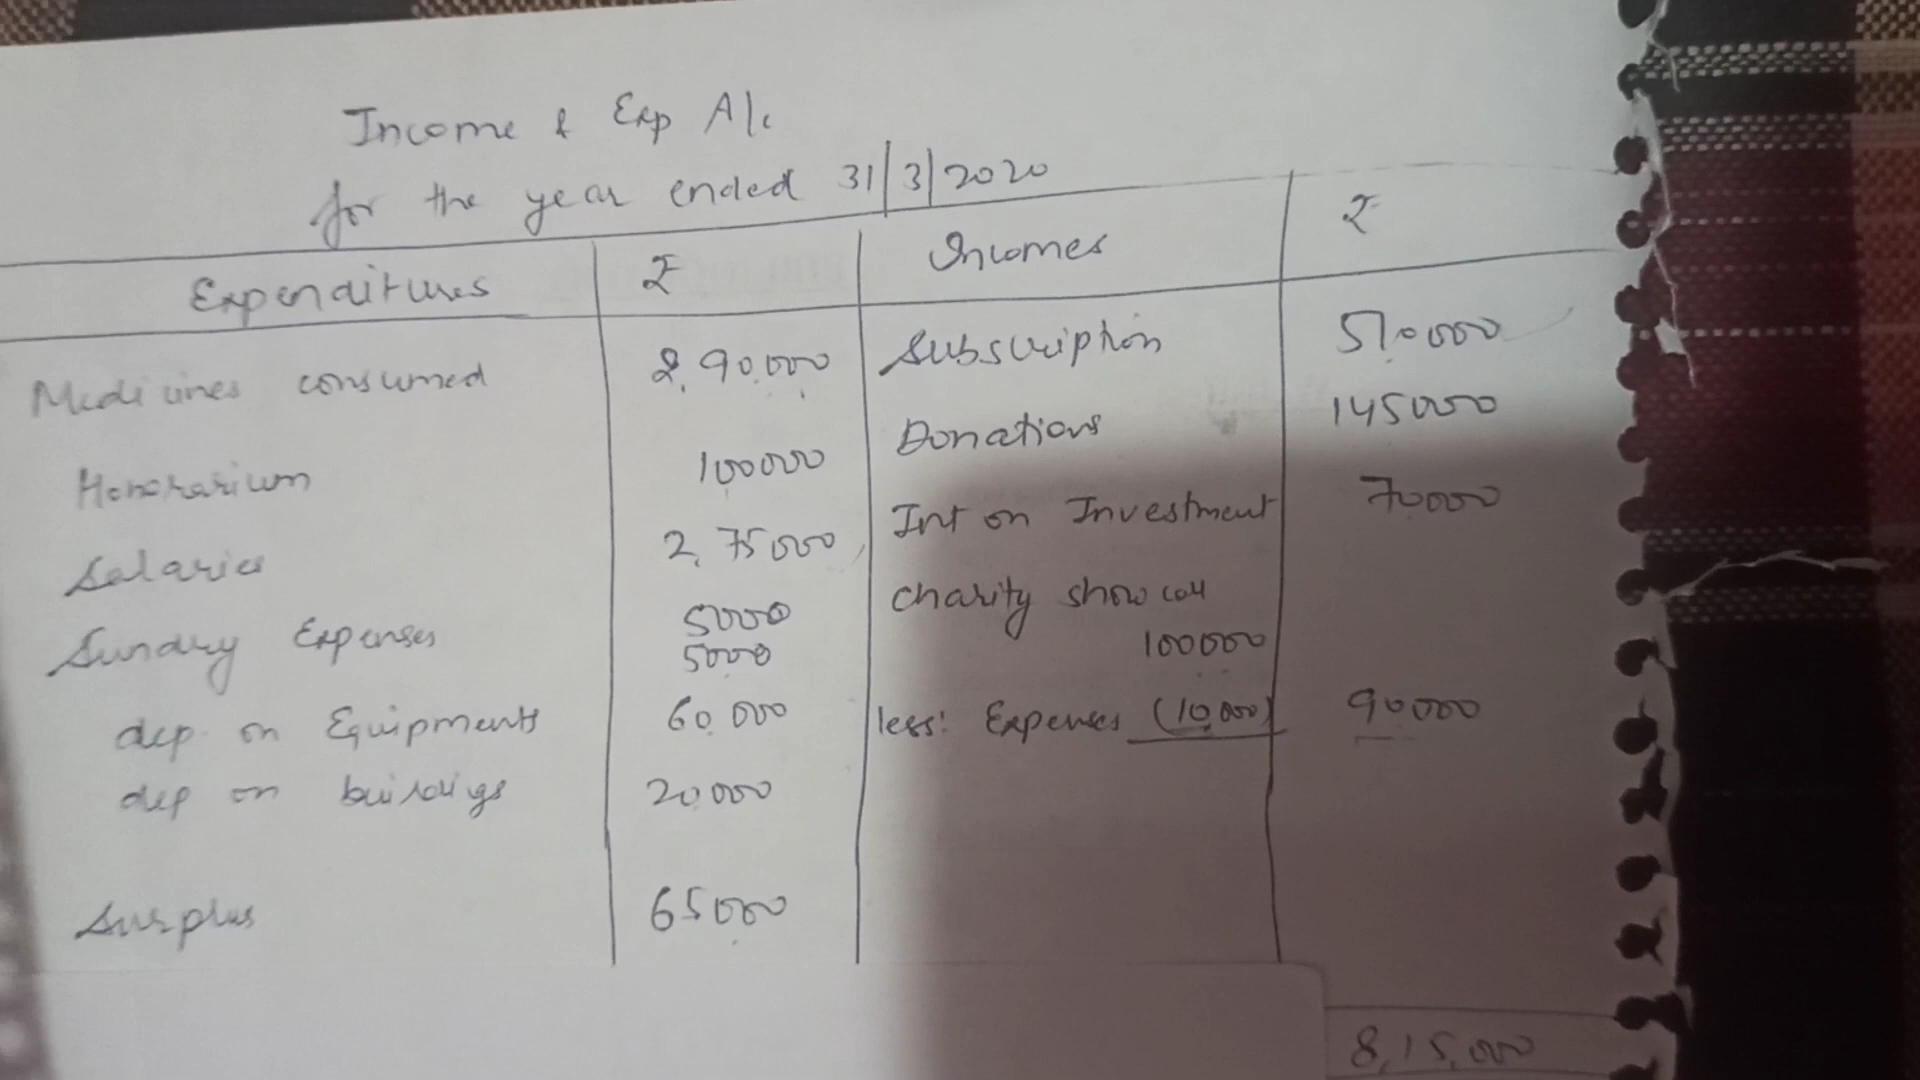 Income & Exp A/c
for the year ended 31/3/2020
Expenditures ₹ Incomes ₹
Medicines consumed 2,90,000 Subscription 510000
Honorarium 100000 Donations 145000
Salaries 2,75000 Int on Investment 70000
Sundry Expenses 5000 charity show coll
5000 100000
dep. on Equipments 60,000 less: Expenses (10,000) 90000
dep on buildings 20000
Surplus 65000
8,15,000